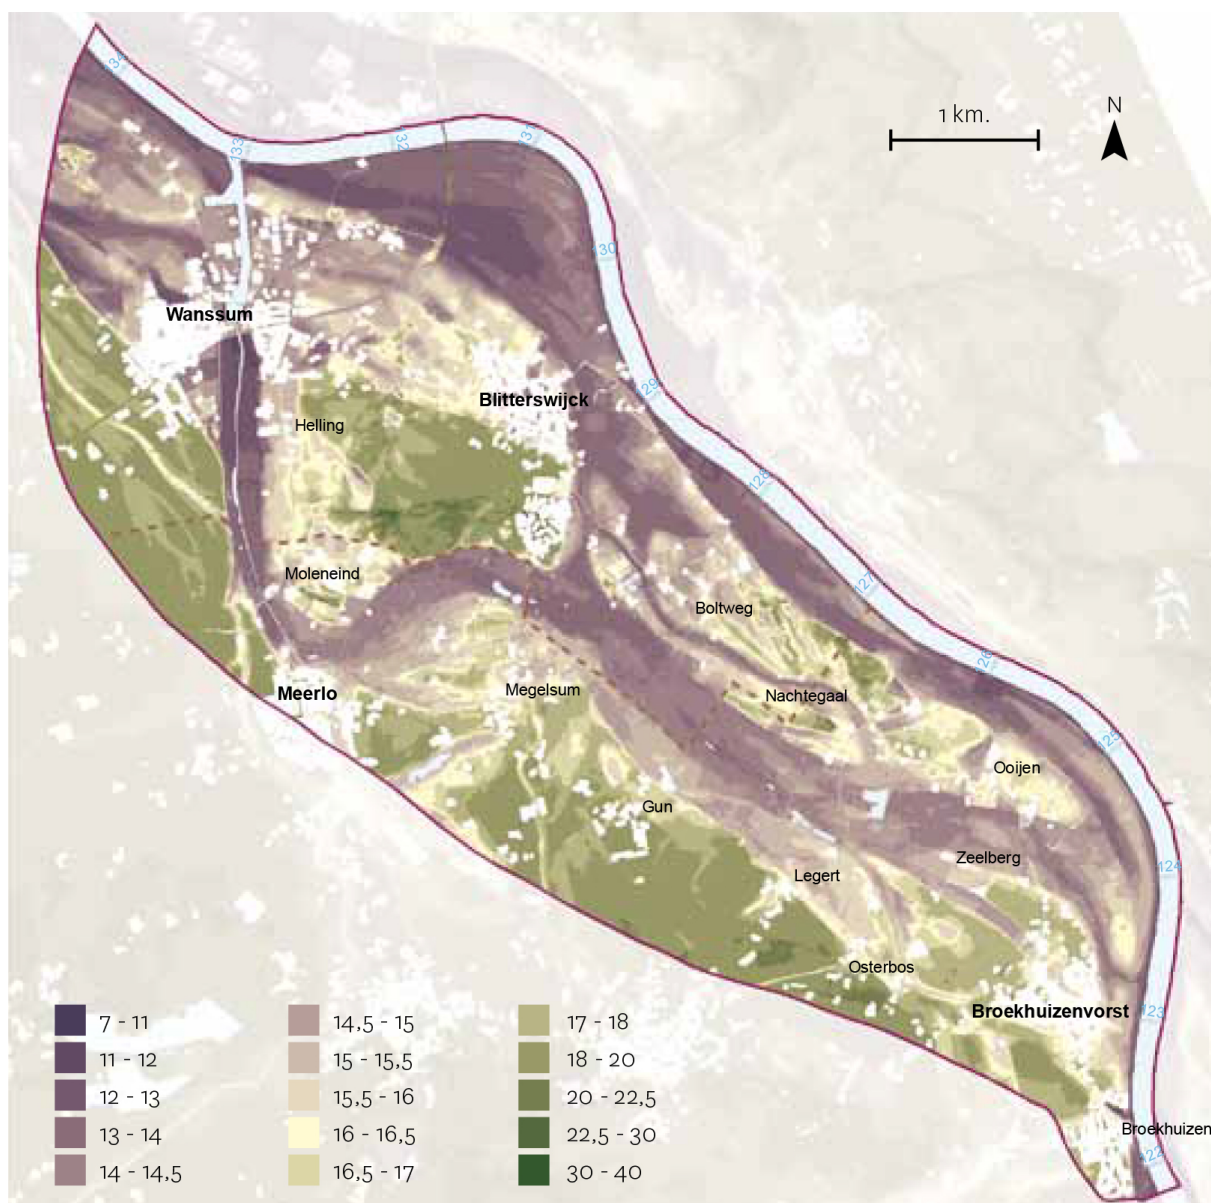 1 km.
N
134
133
132
131
130
Wanssum
129
Blitterswijck
Helling
128
Moleneind
127
Boltweg
126
Meerlo
Megelsum
Nachtegaal
125
Ooijen
Gun
Zeelberg
124
Legert
Osterbos
Broekhuizenvorst
123
Broekhuizen
122
7 - 11
11 - 12
12 - 13
13 - 14
14 - 14,5
14,5 - 15
15 - 15,5
15,5 - 16
16 - 16,5
16,5 - 17
17 - 18
18 - 20
20 - 22,5
22,5 - 30
30 - 40